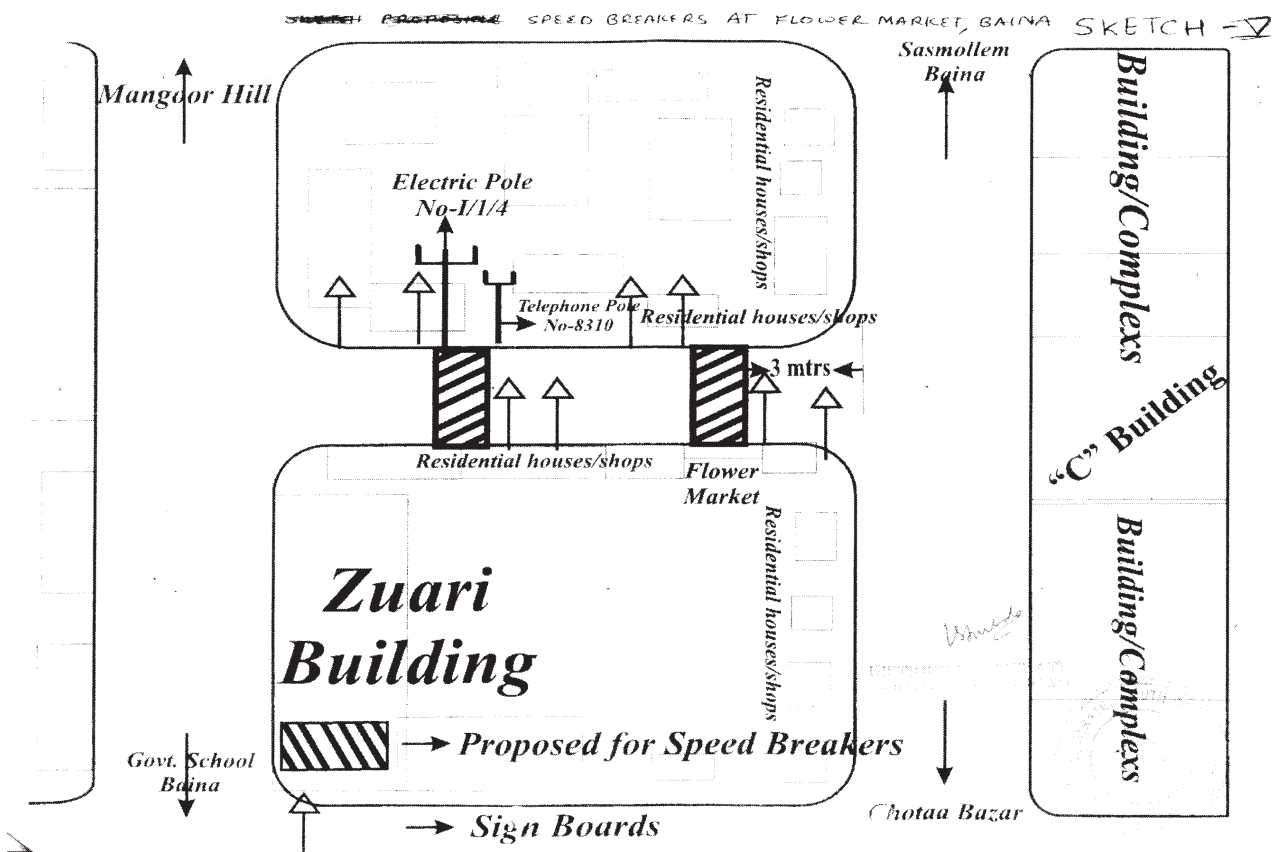 SPEED BREAKERS AT FLOWER MARKET, BAINA SKETCH - V
Mangoor Hill
Sasmollem
Baina
Residential houses/shops
Building/Complexs
Electric Pole
No-I/1/4
Telephone Pole
No-8310
Residential houses/shops
3 mtrs
"C" Building
Residential houses/shops
Flower
Market
Residential houses/shops
Building/Complexs
Zuari
Building
Proposed for Speed Breakers
Govt. School
Baina
Sign Boards
Chotaa Bazar